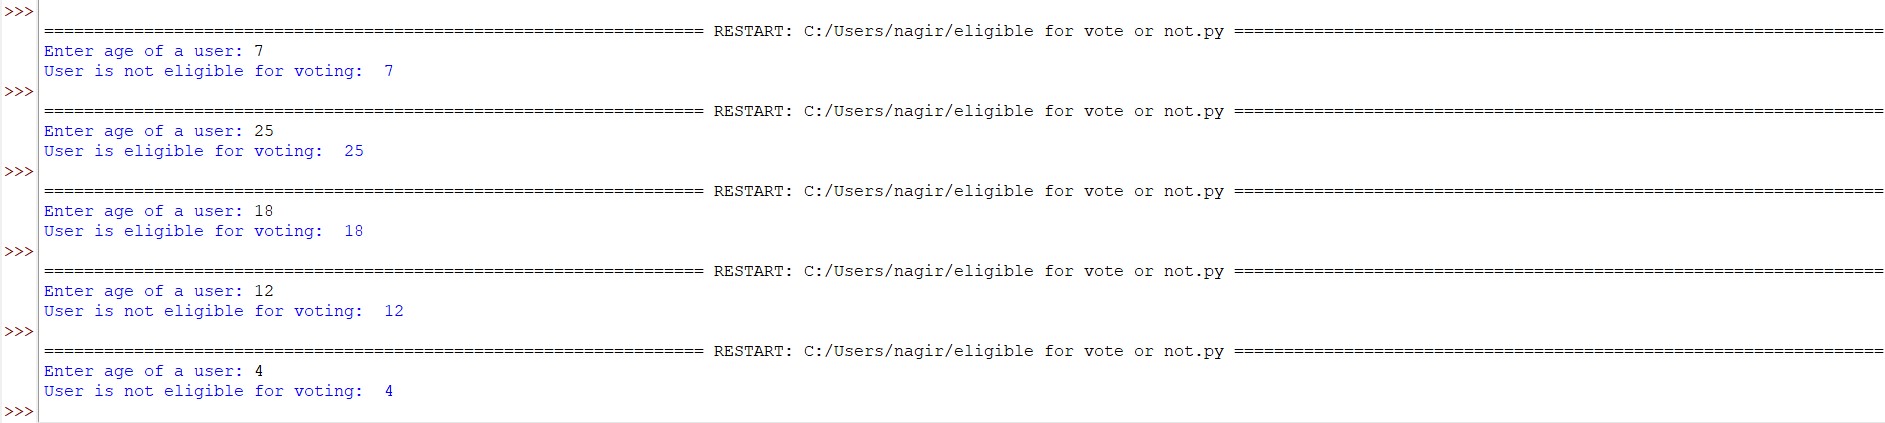 >>>
================================================================== RESTART: C:/Users/nagir/eligible for vote or not.py =================================================================
Enter age of a user: 7
User is not eligible for voting:  7
>>>
================================================================== RESTART: C:/Users/nagir/eligible for vote or not.py =================================================================
Enter age of a user: 25
User is eligible for voting:  25
>>>
================================================================== RESTART: C:/Users/nagir/eligible for vote or not.py =================================================================
Enter age of a user: 18
User is eligible for voting:  18
>>>
================================================================== RESTART: C:/Users/nagir/eligible for vote or not.py =================================================================
Enter age of a user: 12
User is not eligible for voting:  12
>>>
================================================================== RESTART: C:/Users/nagir/eligible for vote or not.py =================================================================
Enter age of a user: 4
User is not eligible for voting:  4
>>>